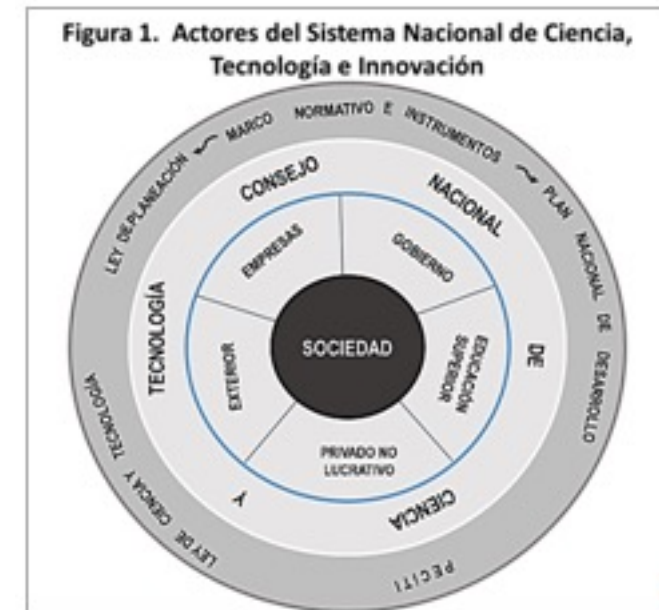 Figura 1. Actores del Sistema Nacional de Ciencia,
Tecnología e Innovación
MARCO NORMATIVO E INSTRUMENTOS
PLAN NACIONAL DE DESARROLLO
PECITI
LEY DE CIENCIA Y TECNOLOGÍA
LEY DE PLANEACIÓN
CONSEJO NACIONAL DE CIENCIA Y TECNOLOGÍA
EMPRESAS
GOBIERNO
EDUCACIÓN
SUPERIOR
PRIVADO NO
LUCRATIVO
EXTERIOR
SOCIEDAD